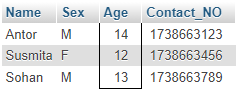 Name Sex Age Contact_NO
Antor M 14 1738663123
Susmita F 12 1738663456
Sohan M 13 1738663789